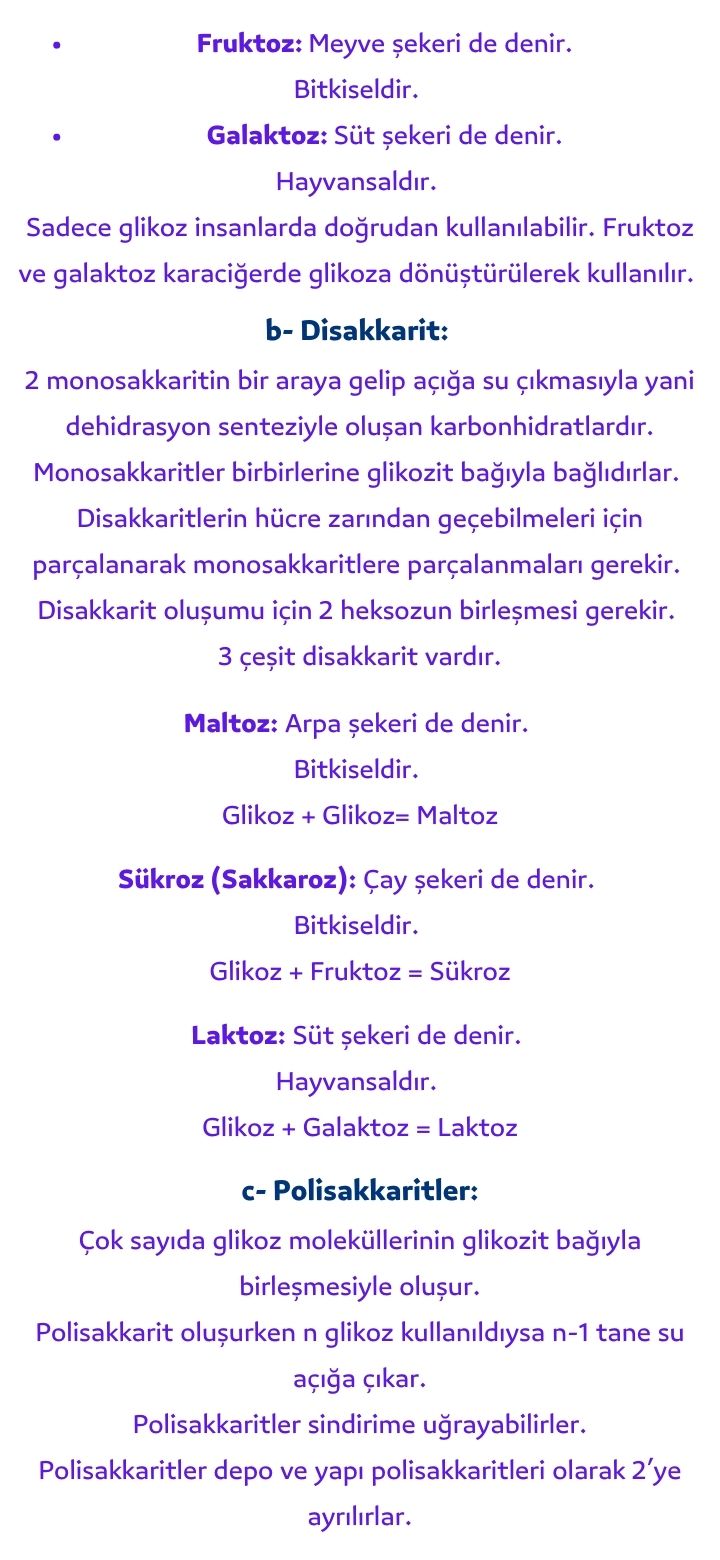 • Fruktoz: Meyve şekeri de denir.
Bitkiseldir.
• Galaktoz: Süt şekeri de denir.
Hayvansaldır.
Sadece glikoz insanlarda doğrudan kullanılabilir. Fruktoz
ve galaktoz karaciğerde glikoza dönüştürülerek kullanılır.
b- Disakkarit:
2 monosakkaritin bir araya gelip açığa su çıkmasıyla yani
dehidrasyon senteziyle oluşan karbonhidratlardır.
Monosakkaritler birbirlerine glikozit bağıyla bağlıdırlar.
Disakkaritlerin hücre zarından geçebilmeleri için
parçalanarak monosakkaritlere parçalanmaları gerekir.
Disakkarit oluşumu için 2 heksozun birleşmesi gerekir.
3 çeşit disakkarit vardır.
Maltoz: Arpa şekeri de denir.
Bitkiseldir.
Glikoz + Glikoz= Maltoz
Sükroz (Sakkaroz): Çay şekeri de denir.
Bitkiseldir.
Glikoz + Fruktoz = Sükroz
Laktoz: Süt şekeri de denir.
Hayvansaldır.
Glikoz + Galaktoz = Laktoz
c- Polisakkaritler:
Çok sayıda glikoz moleküllerinin glikozit bağıyla
birleşmesiyle oluşur.
Polisakkarit oluşurken n glikoz kullanıldıysa n-1 tane su
açığa çıkar.
Polisakkaritler sindirime uğrayabilirler.
Polisakkaritler depo ve yapı polisakkaritleri olarak 2’ye
ayrılırlar.